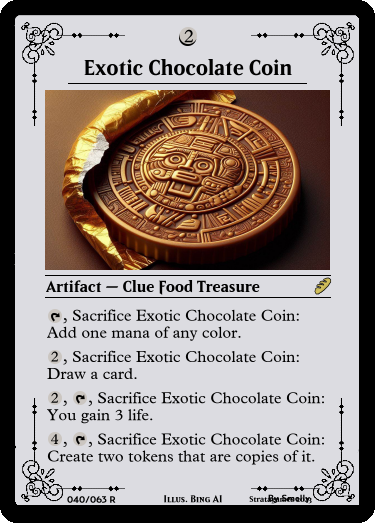 2
Exotic Chocolate Coin
Artifact — Clue Food Treasure
, Sacrifice Exotic Chocolate Coin:
Add one mana of any color.
2, Sacrifice Exotic Chocolate Coin:
Draw a card.
2, , Sacrifice Exotic Chocolate Coin:
You gain 3 life.
4, , Sacrifice Exotic Chocolate Coin:
Create two tokens that are copies of it.
040/063 R Illus. Bing AI By Smolly